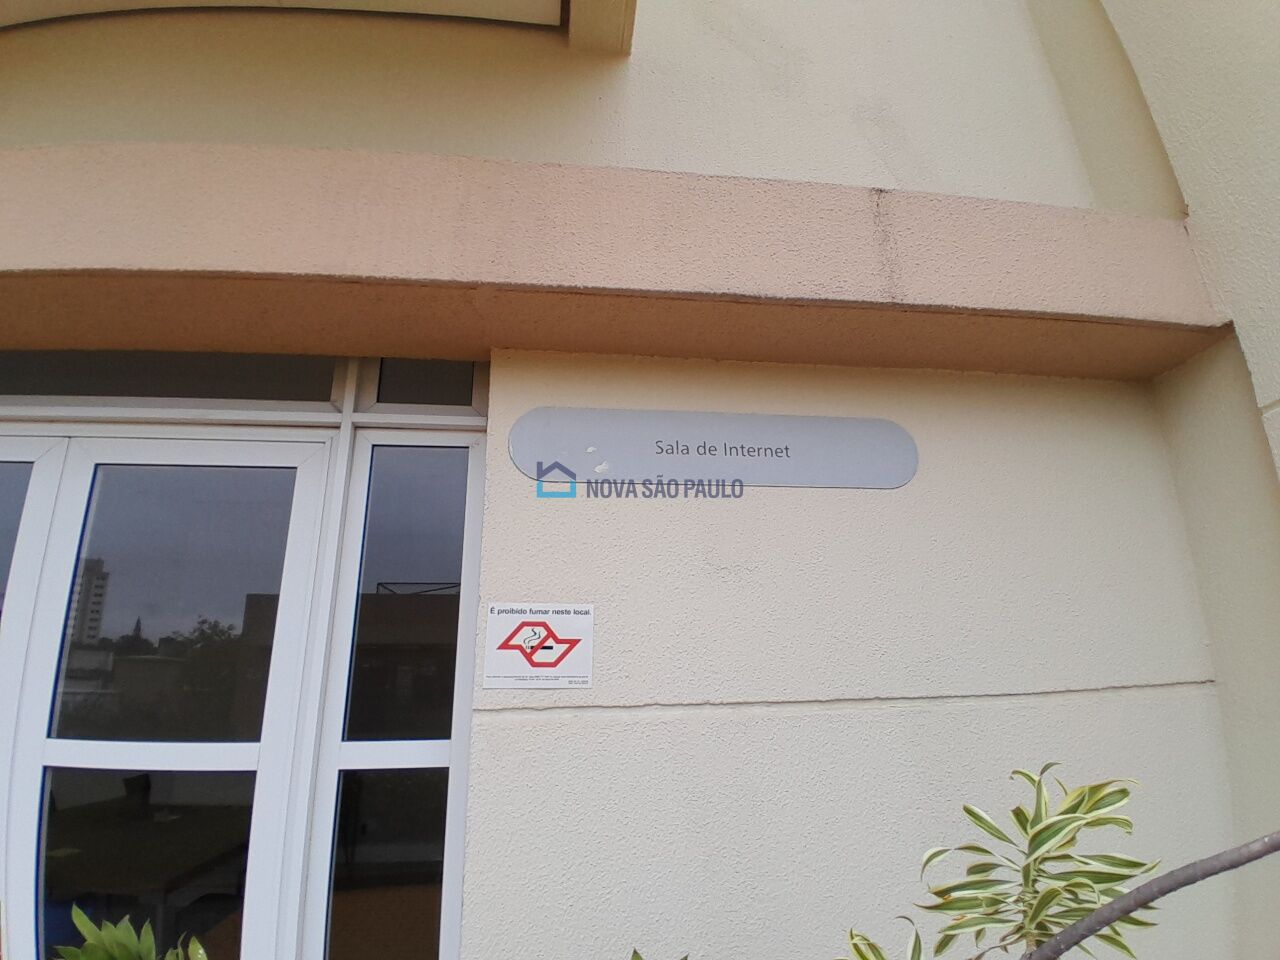 Sala de Internet
NOVA SÃO PAULO
É proibido fumar neste local.